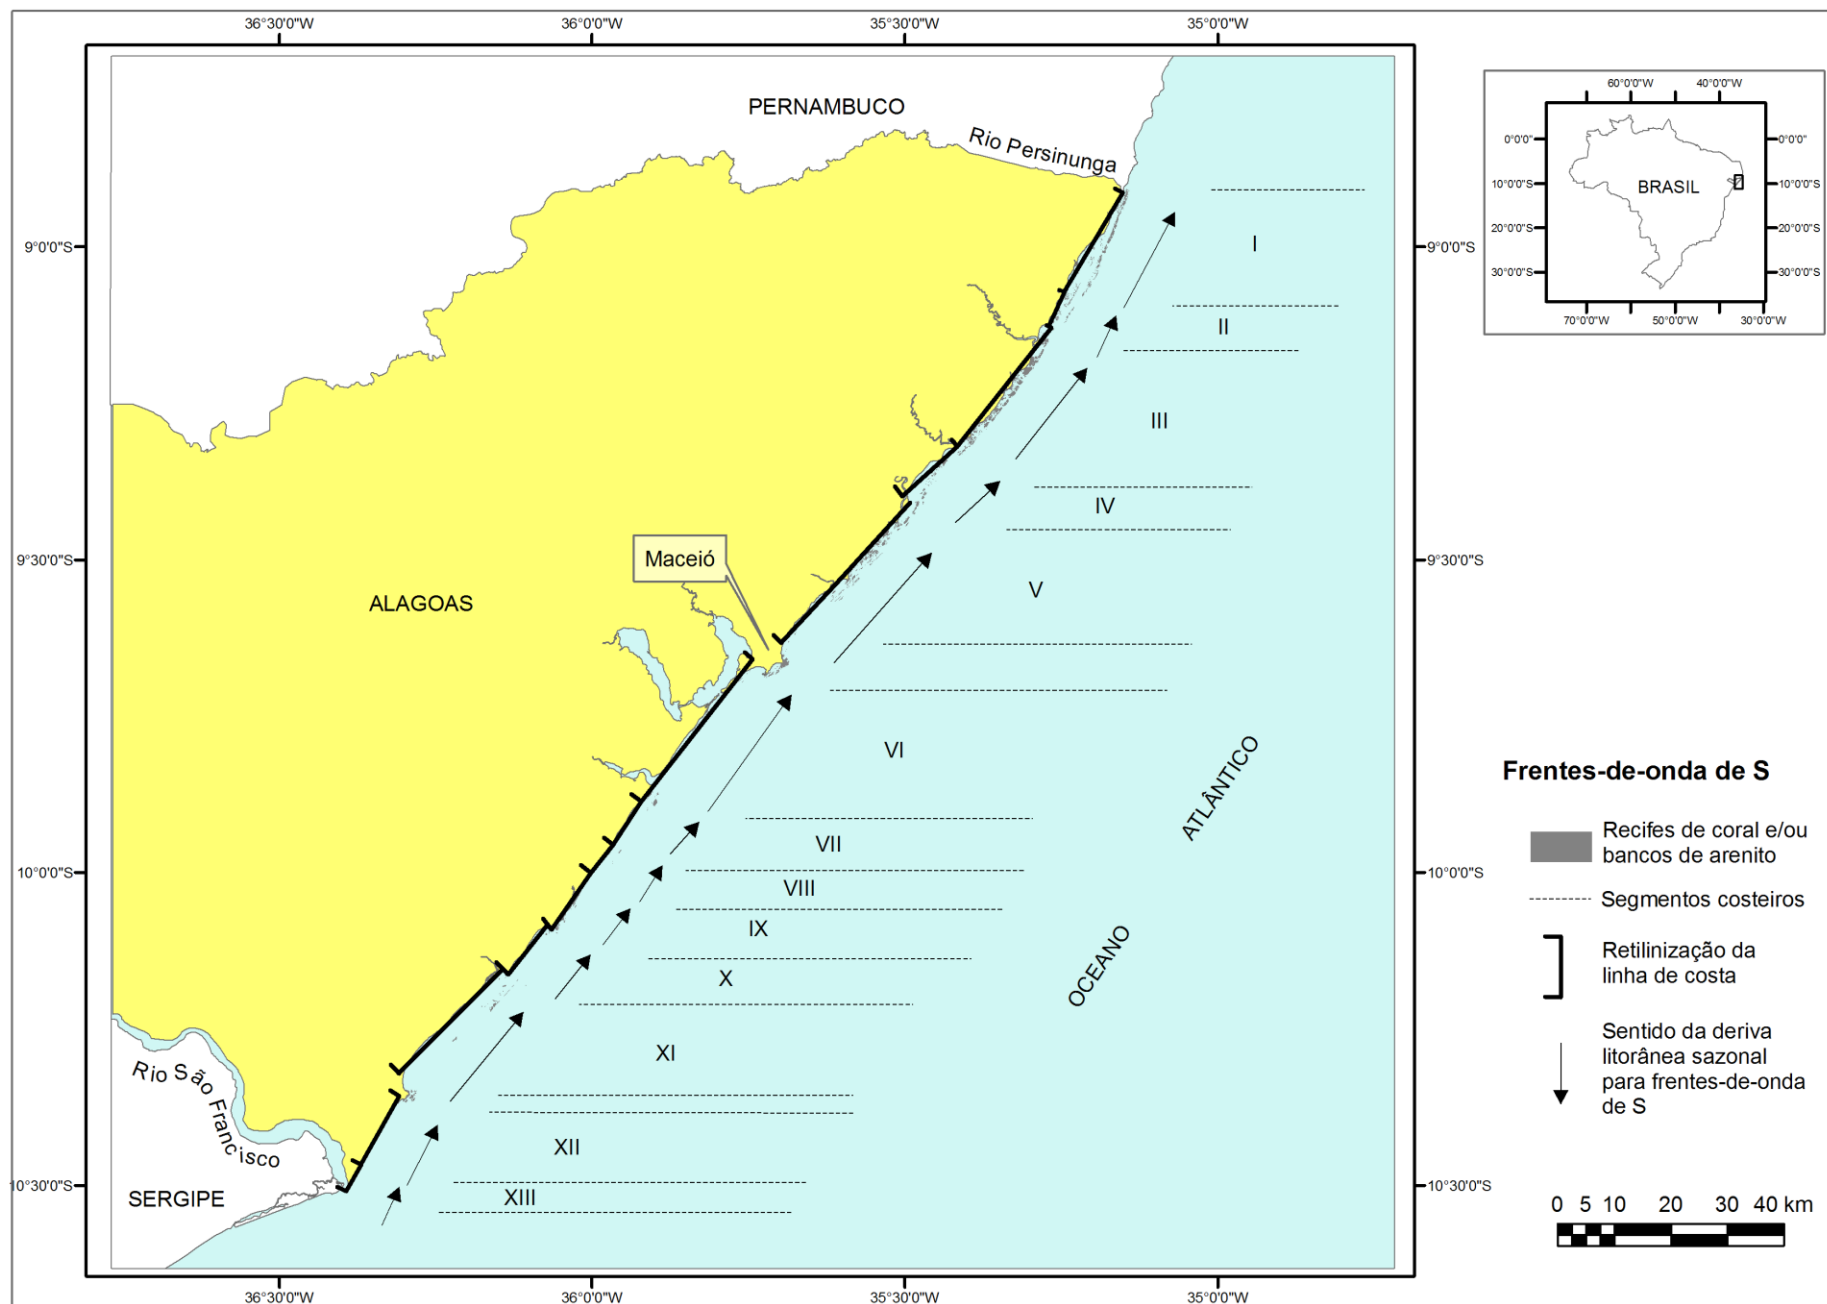 36°30'0"W 36°0'0"W 35°30'0"W 35°0'0"W
PERNAMBUCO
Rio Persinunga
9°0'0"S 9°0'0"S
I
II
III
IV
9°30'0"S 9°30'0"S
Maceió
V
ALAGOAS
VI
ATLÂNTICO
VII
10°0'0"S 10°0'0"S
VIII
IX
OCEANO
X
XI
Rio São Francisco
XII
10°30'0"S 10°30'0"S
SERGIPE
XIII
36°30'0"W 36°0'0"W 35°30'0"W 35°0'0"W
60°0'0"W 40°0'0"W
0°0'0" 0°0'0"
BRASIL
10°0'0"S 10°0'0"S
20°0'0"S 20°0'0"S
30°0'0"S 30°0'0"S
70°0'0"W 50°0'0"W 30°0'0"W
Frentes-de-onda de S
Recifes de coral e/ou
bancos de arenito
Segmentos costeiros
Retilinização da
linha de costa
Sentido da deriva
litorânea sazonal
para frentes-de-onda
de S
0 5 10 20 30 40 km